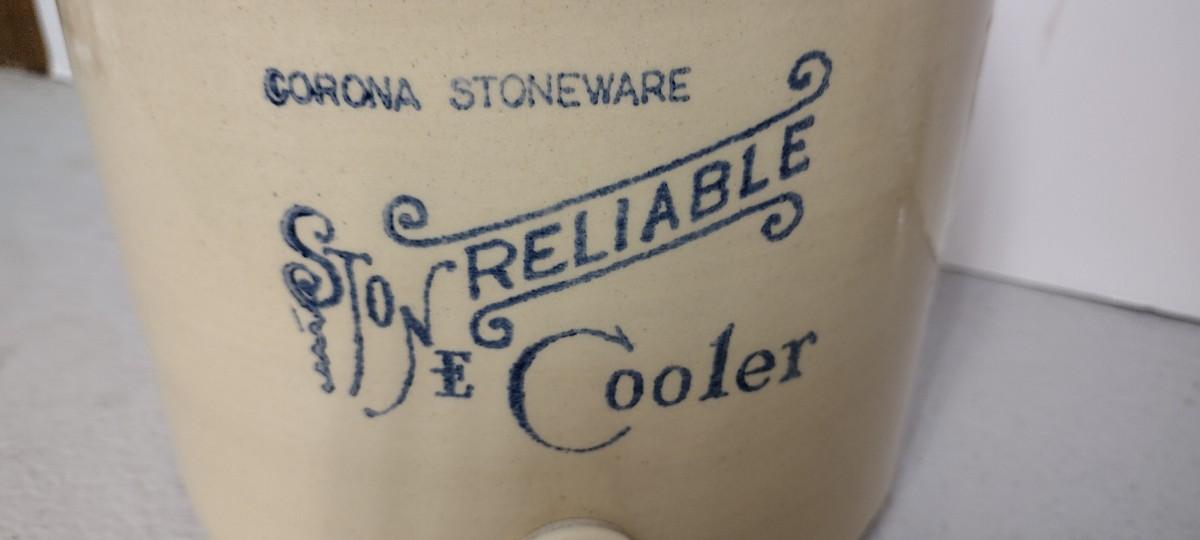 CORONA STONEWARE
RELIABLE
STONE
Cooler